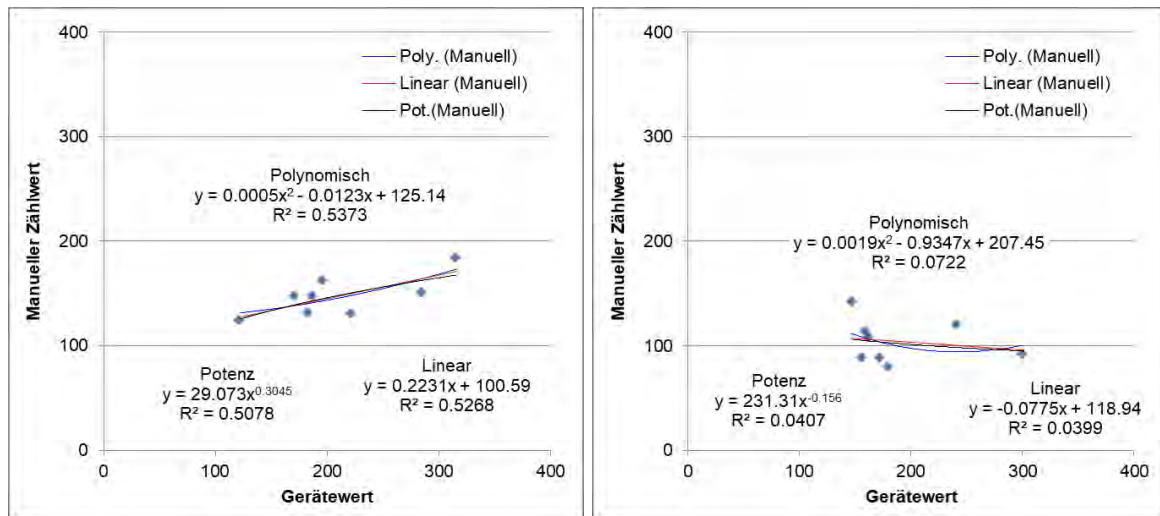 400
300
200
100
0
Manueller Zählwert
Poly. (Manuell)
Linear (Manuell)
Pot.(Manuell)
Polynomisch
y = 0.0005x² - 0.0123x + 125.14
R² = 0.5373
Potenz
y = 29.073x^0.3045
R² = 0.5078
Linear
y = 0.2231x + 100.59
R² = 0.5268
0 100 200 300 400
Gerätewert
400
300
200
100
0
Manueller Zählwert
Poly. (Manuell)
Linear (Manuell)
Pot.(Manuell)
Polynomisch
y = 0.0019x² - 0.9347x + 207.45
R² = 0.0722
Potenz
y = 231.31x^-0.156
R² = 0.0407
Linear
y = -0.0775x + 118.94
R² = 0.0399
0 100 200 300 400
Gerätewert